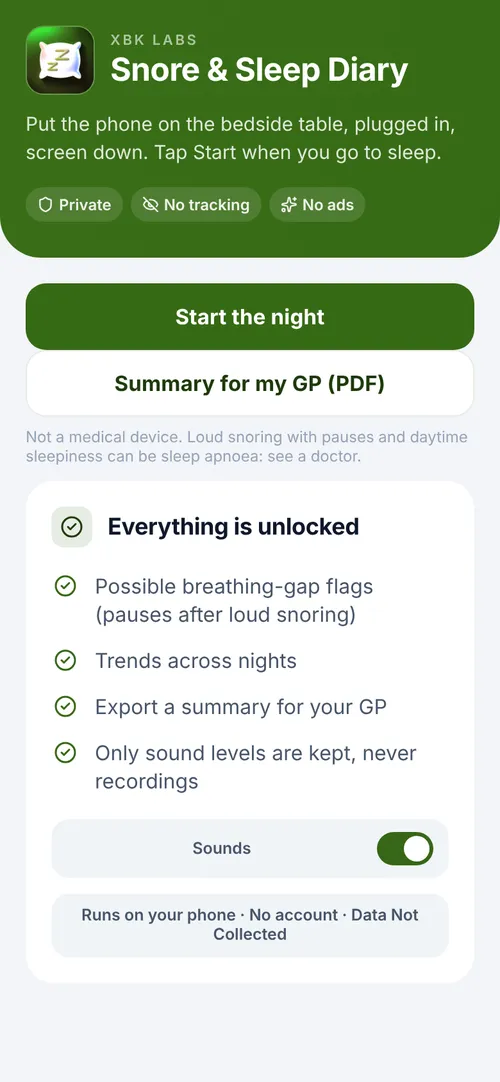 XBK LABS
Snore & Sleep Diary
Put the phone on the bedside table, plugged in,
screen down. Tap Start when you go to sleep.
Private
No tracking
No ads
Start the night
Summary for my GP (PDF)
Not a medical device. Loud snoring with pauses and daytime
sleepiness can be sleep apnoea: see a doctor.
Everything is unlocked
Possible breathing-gap flags
(pauses after loud snoring)
Trends across nights
Export a summary for your GP
Only sound levels are kept, never
recordings
Sounds
Runs on your phone · No account · Data Not
Collected